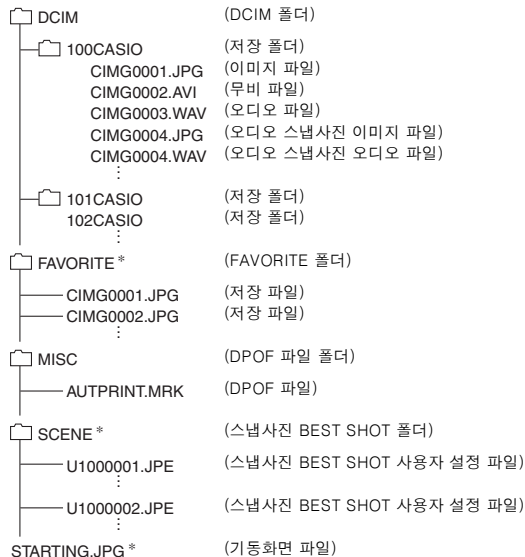 DCIM (DCIM 폴더)
100CASIO (저장 폴더)
CIMG0001.JPG (이미지 파일)
CIMG0002.AVI (무비 파일)
CIMG0003.WAV (오디오 파일)
CIMG0004.JPG (오디오 스냅사진 이미지 파일)
CIMG0004.WAV (오디오 스냅사진 오디오 파일)
101CASIO (저장 폴더)
102CASIO (저장 폴더)
FAVORITE* (FAVORITE 폴더)
CIMG0001.JPG (저장 파일)
CIMG0002.JPG (저장 파일)
MISC (DPOF 파일 폴더)
AUTPRINT.MRK (DPOF 파일)
SCENE* (스냅사진 BEST SHOT 폴더)
U1000001.JPE (스냅사진 BEST SHOT 사용자 설정 파일)
U1000002.JPE (스냅사진 BEST SHOT 사용자 설정 파일)
STARTING.JPG* (기동화면 파일)